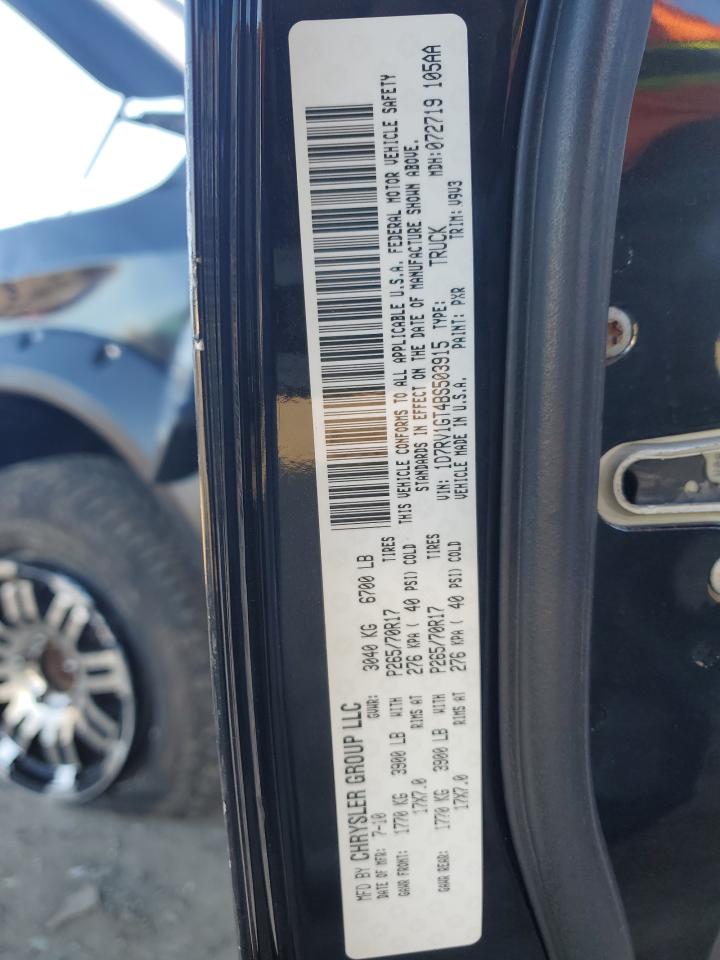 MFD BY CHRYSLER GROUP LLC
DATE OF MFR: 7-10 GVWR: 3040 KG 6700 LB
GAWR FRONT: 1770 KG 3900 LB WITH P265/70R17 TIRES
17X7.0 RIMS AT 276 KPA ( 40 PSI) COLD
GAWR REAR: 1770 KG 3900 LB WITH P265/70R17 TIRES
17X7.0 RIMS AT 276 KPA ( 40 PSI) COLD
THIS VEHICLE CONFORMS TO ALL APPLICABLE U.S.A. FEDERAL MOTOR VEHICLE SAFETY
STANDARDS IN EFFECT ON THE DATE OF MANUFACTURE SHOWN ABOVE.
VIN: 1D7RV1GT4BS503915 TYPE: TRUCK MDH:072719 105AA
VEHICLE MADE IN U.S.A. PAINT: PXR TRIM: V9V3